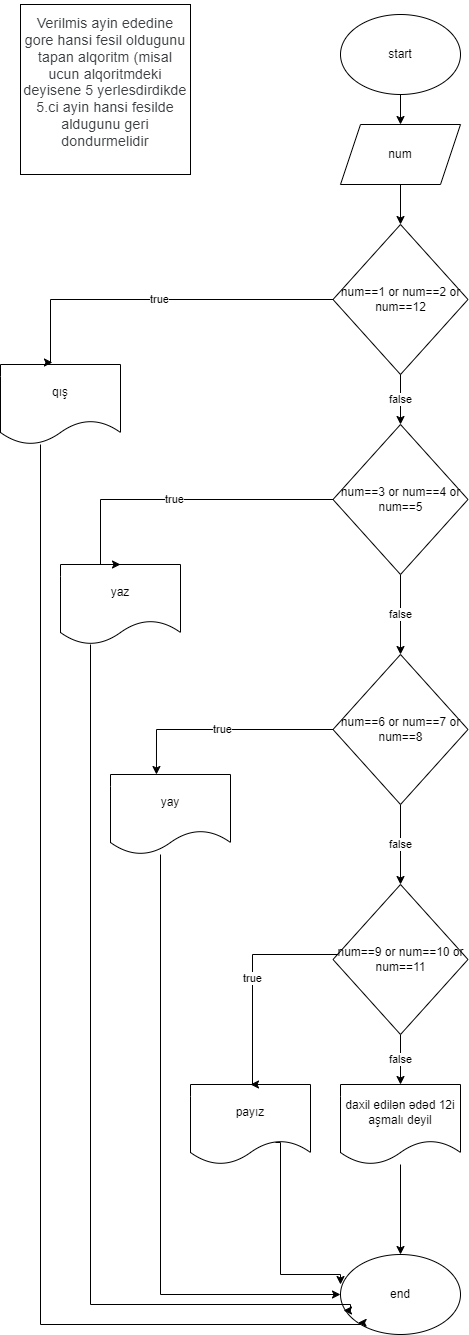 Verilmis ayin ededine
gore hansi fesil oldugunu
tapan alqoritm (misal
ucun alqoritmdeki
deyisene 5 yerlesdirdikde
5.ci ayin hansi fesilde
aldugunu geri
dondurmelidir
start
num
num==1 or num==2 or
num==12
true
qış
false
num==3 or num==4 or
num==5
true
yaz
false
num==6 or num==7 or
num==8
true
yay
false
num==9 or num==10 or
num==11
true
false
payız
daxil edilən ədəd 12i
aşmalı deyil
end